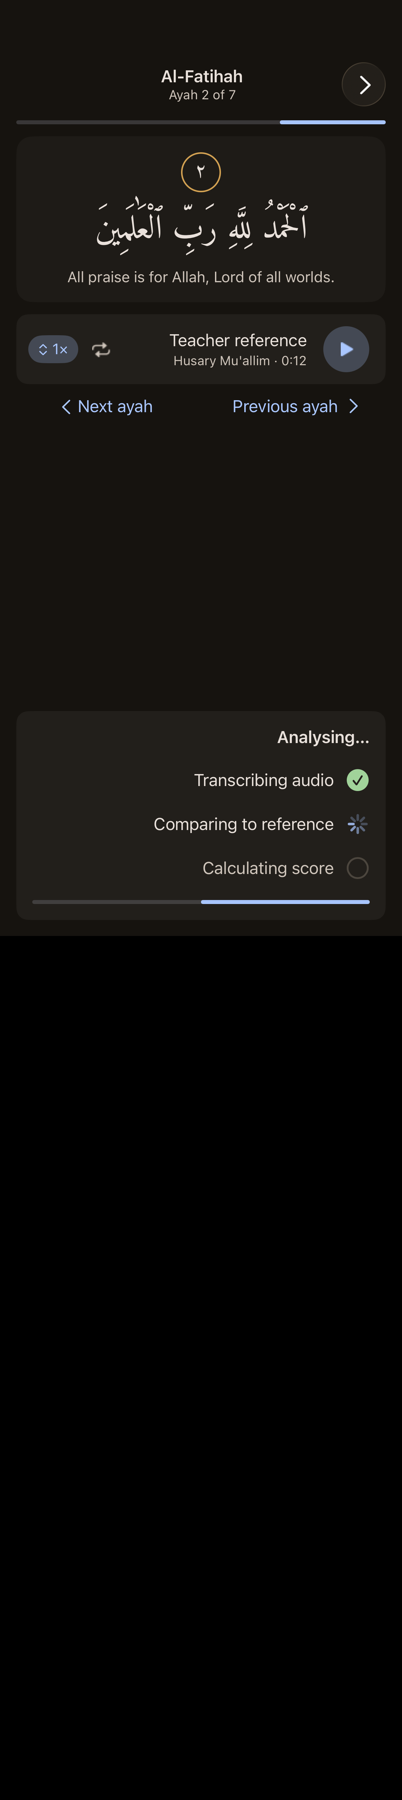 Al-Fatihah
Ayah 2 of 7
٢
ٱلْحَمْدُ لِلَّهِ رَبِّ ٱلْعَٰلَمِينَ
All praise is for Allah, Lord of all worlds.
Teacher reference
1×
Husary Mu'allim · 0:12
Next ayah
Previous ayah
Analysing...
Transcribing audio
Comparing to reference
Calculating score